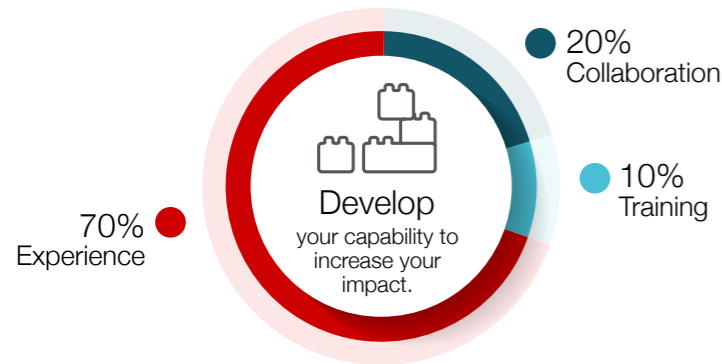 20%
Collaboration
10%
Training
70%
Experience
Develop
your capability to
increase your
impact.